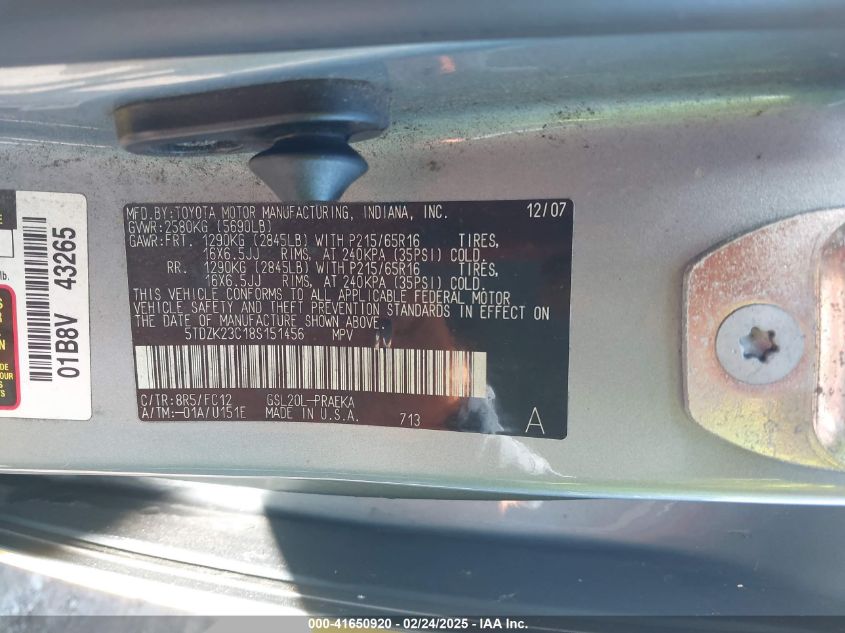 MFD.BY:TOYOTA MOTOR MANUFACTURING, INDIANA, INC. 12/07
GVWR:2580KG (5690LB)
GAWR:FRT. 1290KG (2845LB) WITH P215/65R16 TIRES,
16X6.5JJ RIMS, AT 240KPA (35PSI) COLD.
RR. 1290KG (2845LB) WITH P215/65R16 TIRES,
16X6.5JJ RIMS, AT 240KPA (35PSI) COLD.
THIS VEHICLE CONFORMS TO ALL APPLICABLE FEDERAL MOTOR
VEHICLE SAFETY AND THEFT PREVENTION STANDARDS IN EFFECT ON
THE DATE OF MANUFACTURE SHOWN ABOVE.
5TDZK23C18S151456 MPV
C/TR:8R5/FC12 GSL20L-PRAEKA
A/TM:-01A/U151E MADE IN U.S.A. 713 A
01B8V 43265
lb.
YOUR
TS
000-41650920 - 02/24/2025 - IAA Inc.